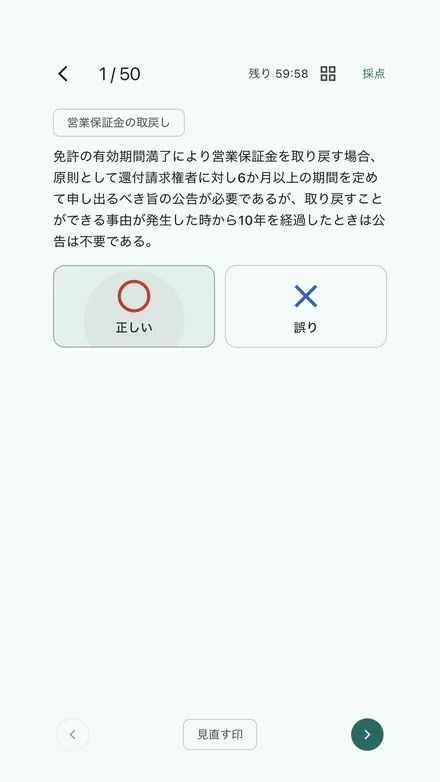 1/50
残り 59:58
採点
営業保証金の取戻し
免許の有効期間満了により営業保証金を取り戻す場合、
原則として還付請求権者に対し6か月以上の期間を定め
て申し出るべき旨の公告が必要であるが、取り戻すこと
ができる事由が発生した時から10年を経過したときは公
告は不要である。
正しい
誤り
見直す印